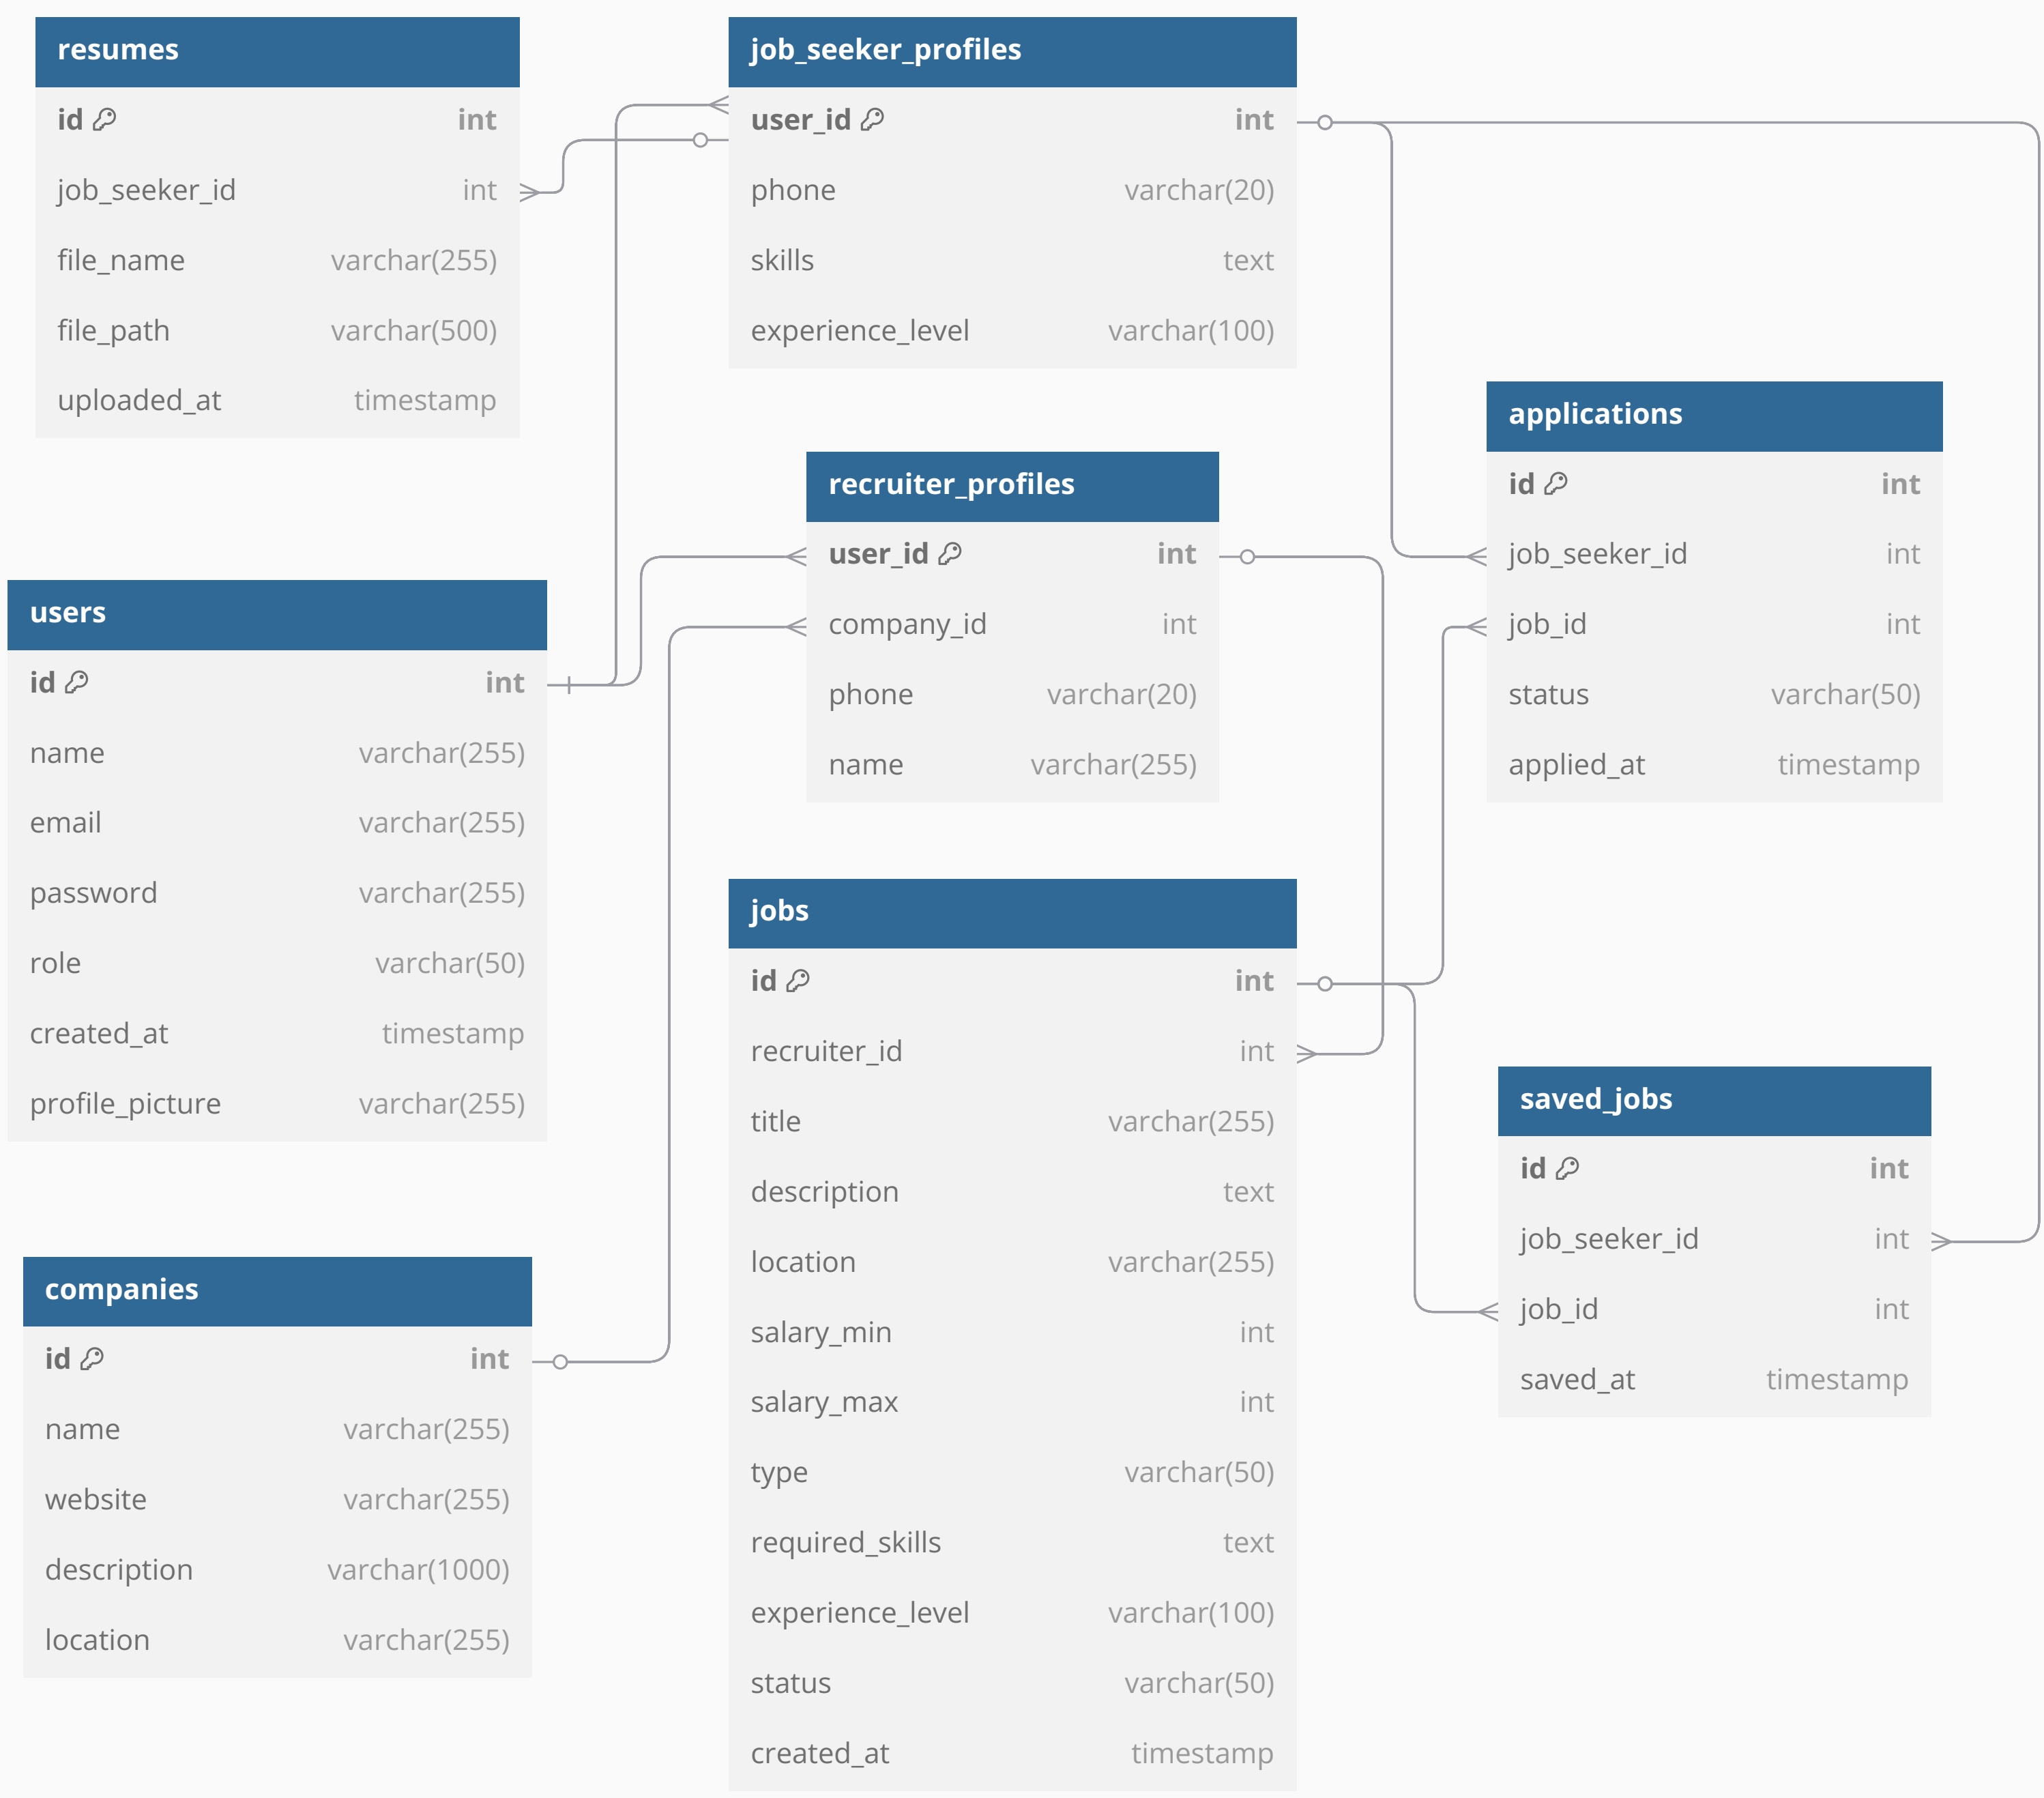 resumes
id int
job_seeker_id int
file_name varchar(255)
file_path varchar(500)
uploaded_at timestamp
job_seeker_profiles
user_id int
phone varchar(20)
skills text
experience_level varchar(100)
applications
id int
job_seeker_id int
job_id int
status varchar(50)
applied_at timestamp
recruiter_profiles
user_id int
company_id int
phone varchar(20)
name varchar(255)
users
id int
name varchar(255)
email varchar(255)
password varchar(255)
role varchar(50)
created_at timestamp
profile_picture varchar(255)
jobs
id int
recruiter_id int
title varchar(255)
description text
location varchar(255)
salary_min int
salary_max int
type varchar(50)
required_skills text
experience_level varchar(100)
status varchar(50)
created_at timestamp
saved_jobs
id int
job_seeker_id int
job_id int
saved_at timestamp
companies
id int
name varchar(255)
website varchar(255)
description varchar(1000)
location varchar(255)